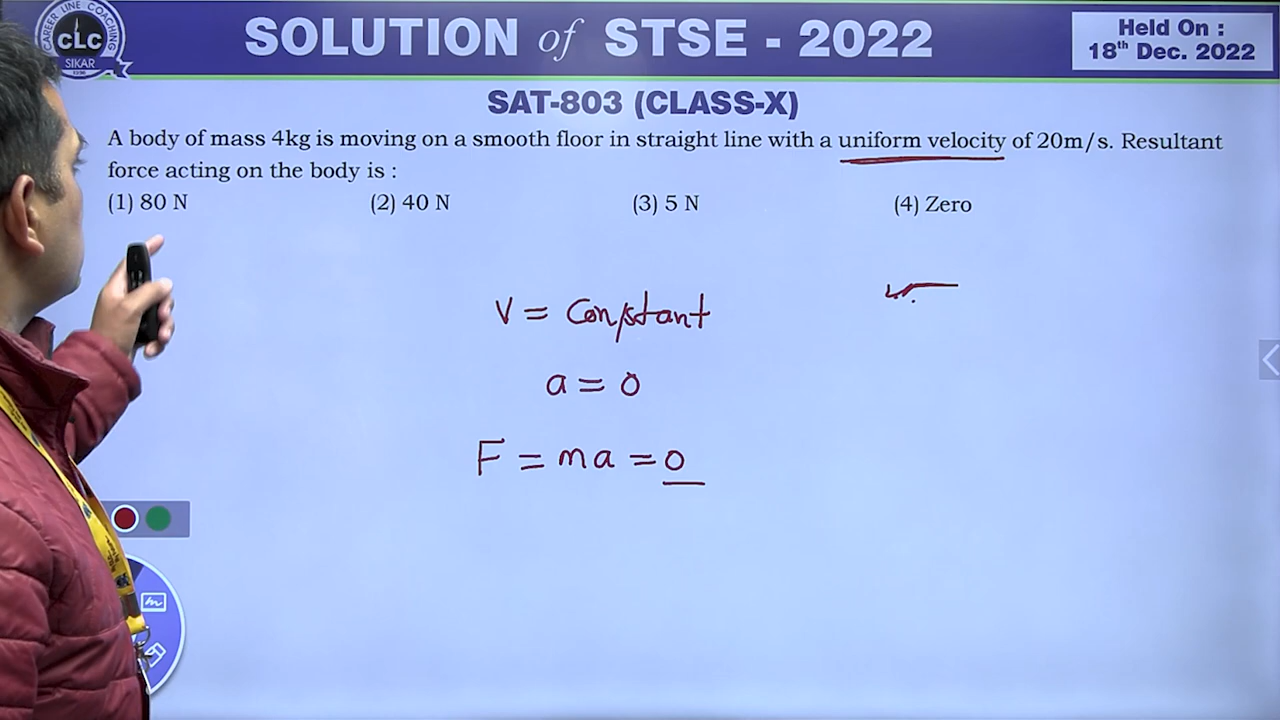 CAREER LINE COACHING
CLC
SIKAR
SOLUTION of STSE - 2022
Held On :
18th Dec. 2022
SAT-803 (CLASS-X)
A body of mass 4kg is moving on a smooth floor in straight line with a uniform velocity of 20m/s. Resultant
force acting on the body is :
(1) 80 N (2) 40 N (3) 5 N (4) Zero
V = Constant
a = 0
F = ma = 0